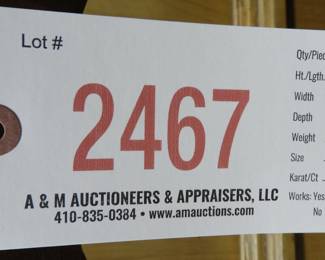 Lot #
2467
A & M AUCTIONEERS & APPRAISERS, LLC
410-835-0384 • www.amauctions.com
Qty/Pie
Ht./Lgth.
Width
Depth
Weight
Size
Karat/Ct
Works: Yes
No